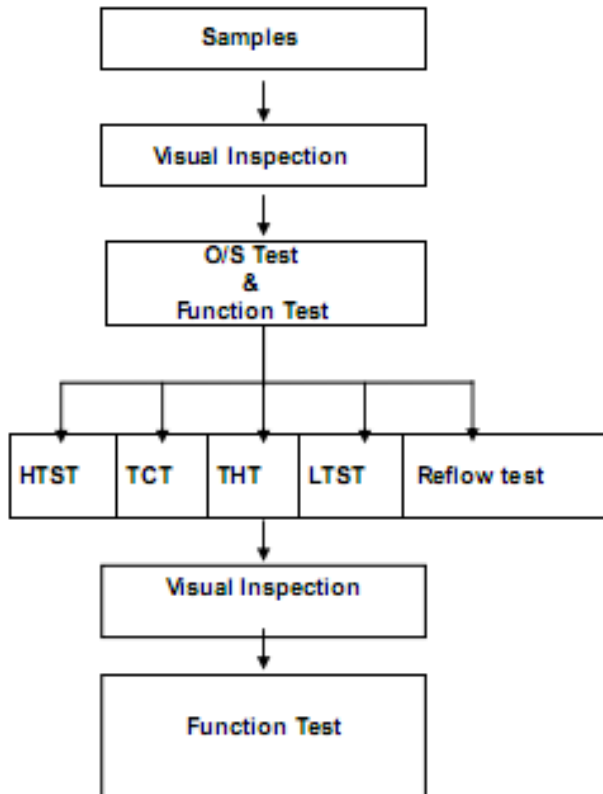 Samples
Visual Inspection
O/S Test
&
Function Test
HTST TCT THT LTST Reflow test
Visual Inspection
Function Test